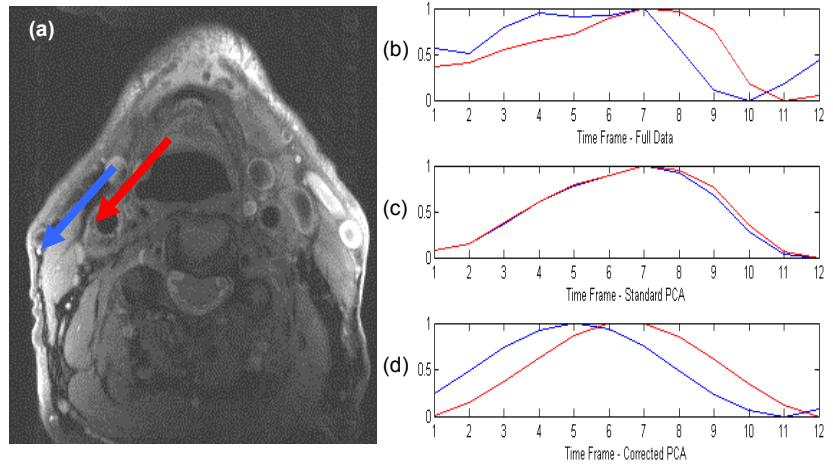 (a)
(b)
1
0.5
0
1 2 3 4 5 6 7 8 9 10 11 12
Time Frame - Full Data
(c)
1
0.5
0
1 2 3 4 5 6 7 8 9 10 11 12
Time Frame - Standard PCA
(d)
1
0.5
0
1 2 3 4 5 6 7 8 9 10 11 12
Time Frame - Corrected PCA